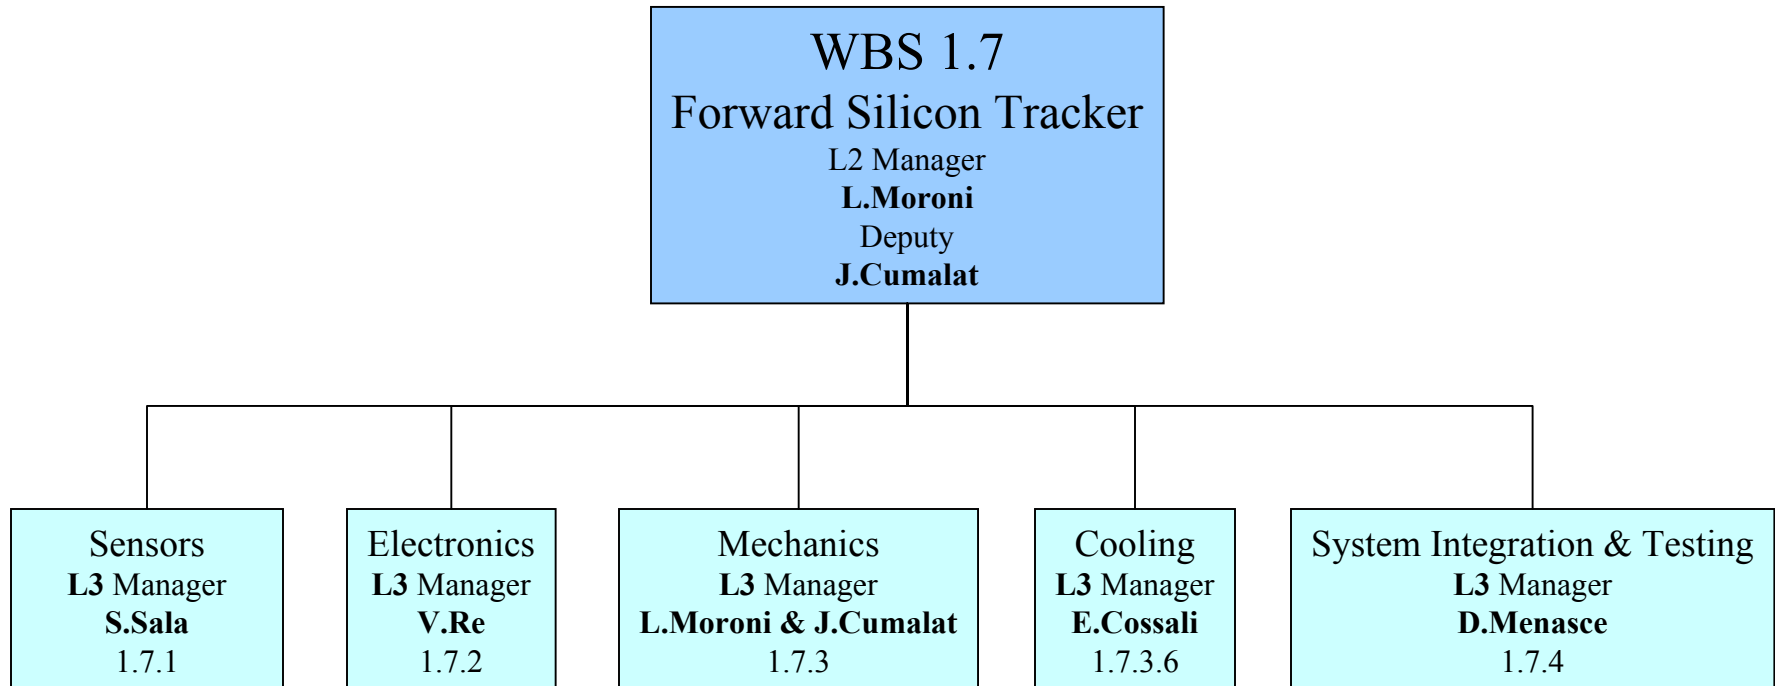 WBS 1.7
Forward Silicon Tracker
L2 Manager
L.Moroni
Deputy
J.Cumalat
Sensors
L3 Manager
S.Sala
1.7.1
Electronics
L3 Manager
V.Re
1.7.2
Mechanics
L3 Manager
L.Moroni & J.Cumalat
1.7.3
Cooling
L3 Manager
E.Cossali
1.7.3.6
System Integration & Testing
L3 Manager
D.Menasce
1.7.4